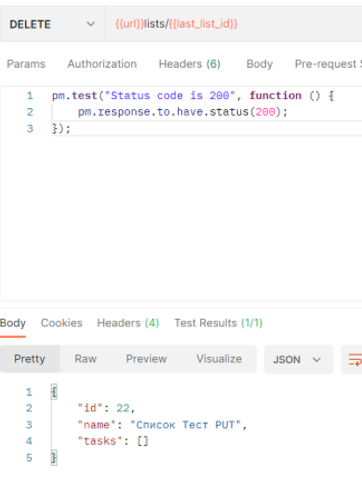 DELETE {{url}}lists/{{last_list_id}}
Params Authorization Headers (6) Body Pre-request
1 pm.test("Status code is 200", function () {
2 pm.response.to.have.status(200);
3 });
Body Cookies Headers (4) Test Results (1/1)
Pretty Raw Preview Visualize JSON
1 {
2 "id": 22,
3 "name": "Список Тест PUT",
4 "tasks": []
5 }